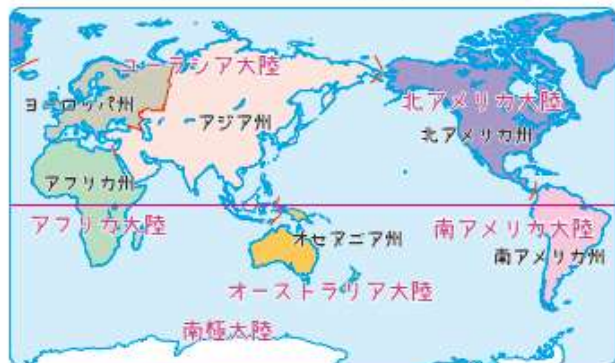 ユーラシア大陸
ヨーロッパ州
北アメリカ大陸
アジア州
北アメリカ州
アフリカ州
アフリカ大陸
オセアニア州
南アメリカ大陸
南アメリカ州
オーストラリア大陸
南極大陸